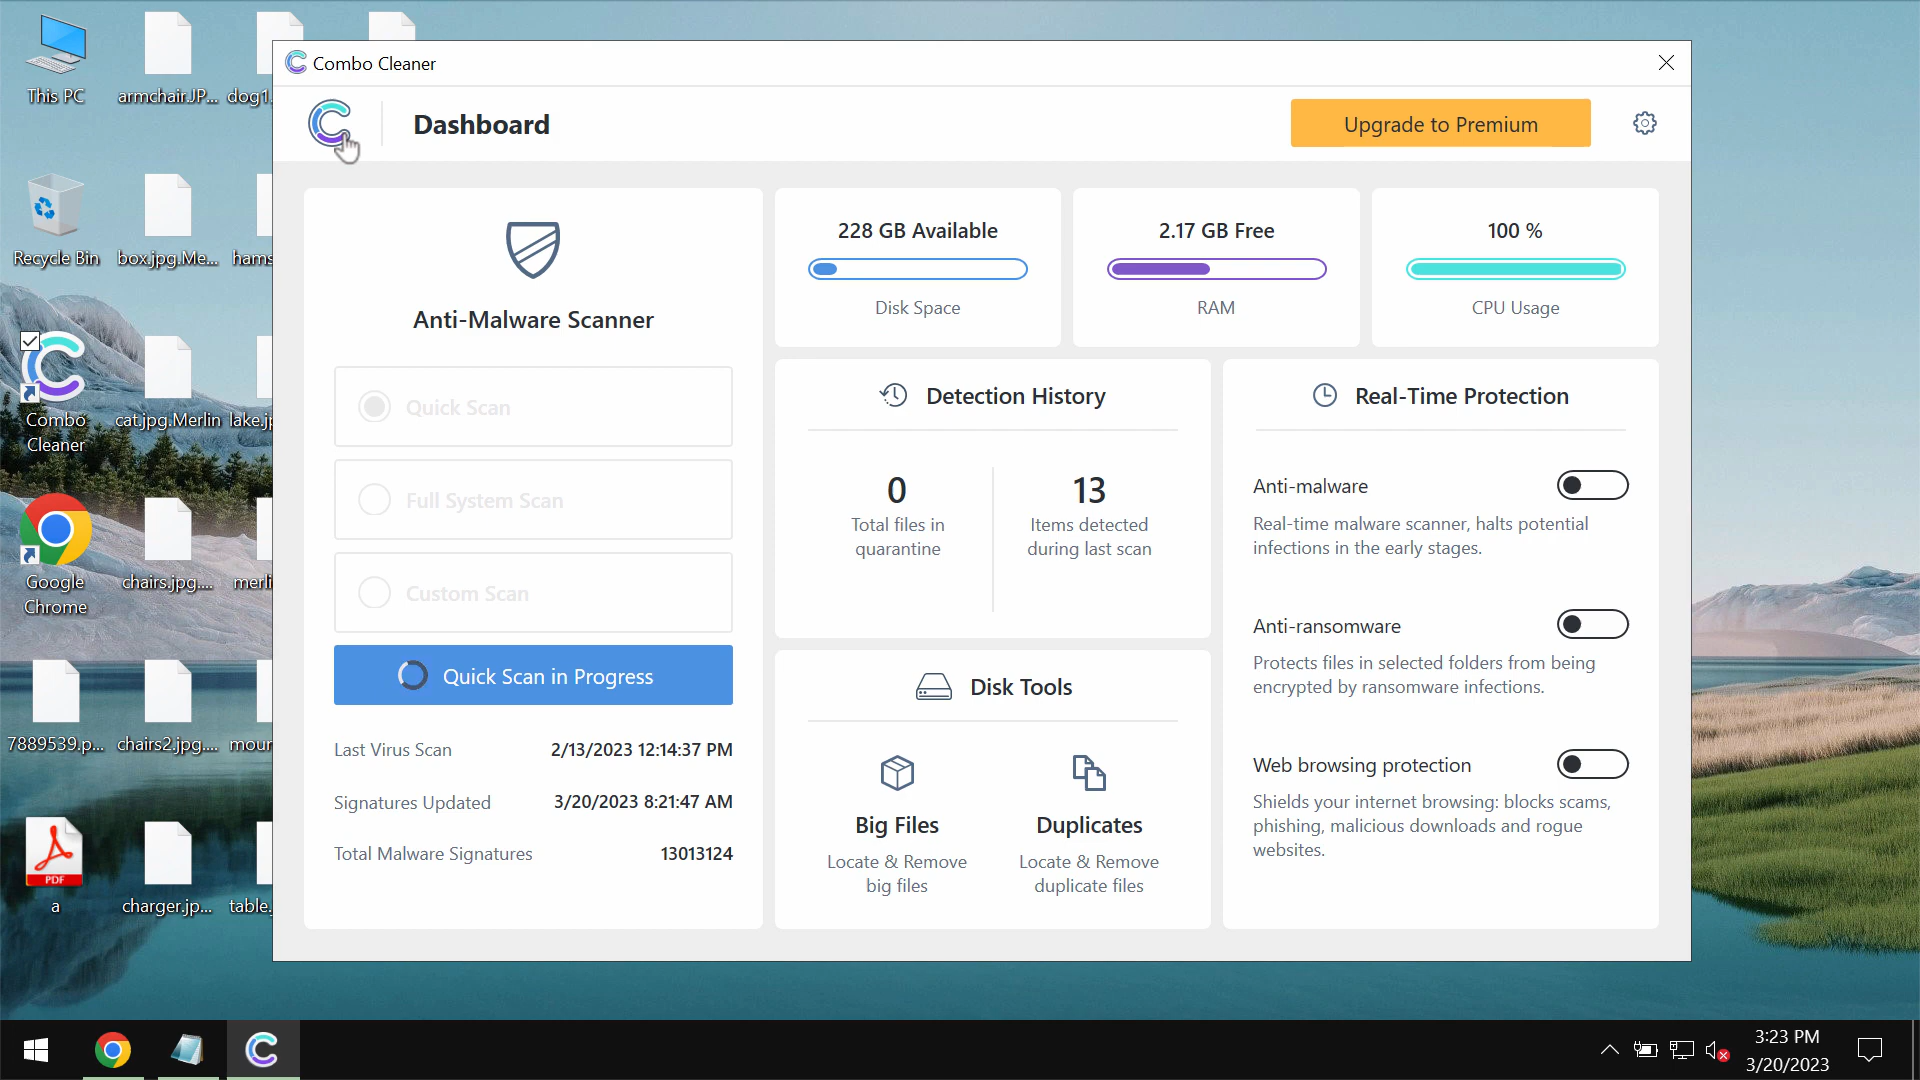 This PC
armchair.JP...
dog1.
Recycle Bin
box.jpg.Me...
hams
Combo
Cleaner
cat.jpg.Merlin
lake.jp
Google
Chrome
chairs.jpg....
merli
7889539.p...
chairs2.jpg....
mour
PDF
a
charger.jp...
table.
Combo Cleaner
Dashboard
Upgrade to Premium
Anti-Malware Scanner
Quick Scan
Full System Scan
Custom Scan
Quick Scan in Progress
Last Virus Scan 2/13/2023 12:14:37 PM
Signatures Updated 3/20/2023 8:21:47 AM
Total Malware Signatures 13013124
228 GB Available
Disk Space
2.17 GB Free
RAM
100 %
CPU Usage
Detection History
0
Total files in
quarantine
13
Items detected
during last scan
Disk Tools
Big Files
Locate & Remove
big files
Duplicates
Locate & Remove
duplicate files
Real-Time Protection
Anti-malware
Real-time malware scanner, halts potential
infections in the early stages.
Anti-ransomware
Protects files in selected folders from being
encrypted by ransomware infections.
Web browsing protection
Shields your internet browsing: blocks scams,
phishing, malicious downloads and rogue
websites.
3:23 PM
3/20/2023